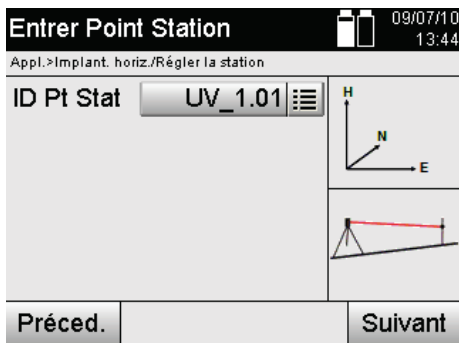 Entrer Point Station
09/07/10
13:44
Appl.>Implant. horiz./Régler la station
ID Pt Stat UV_1.01
H
N
E
Précéd.
Suivant